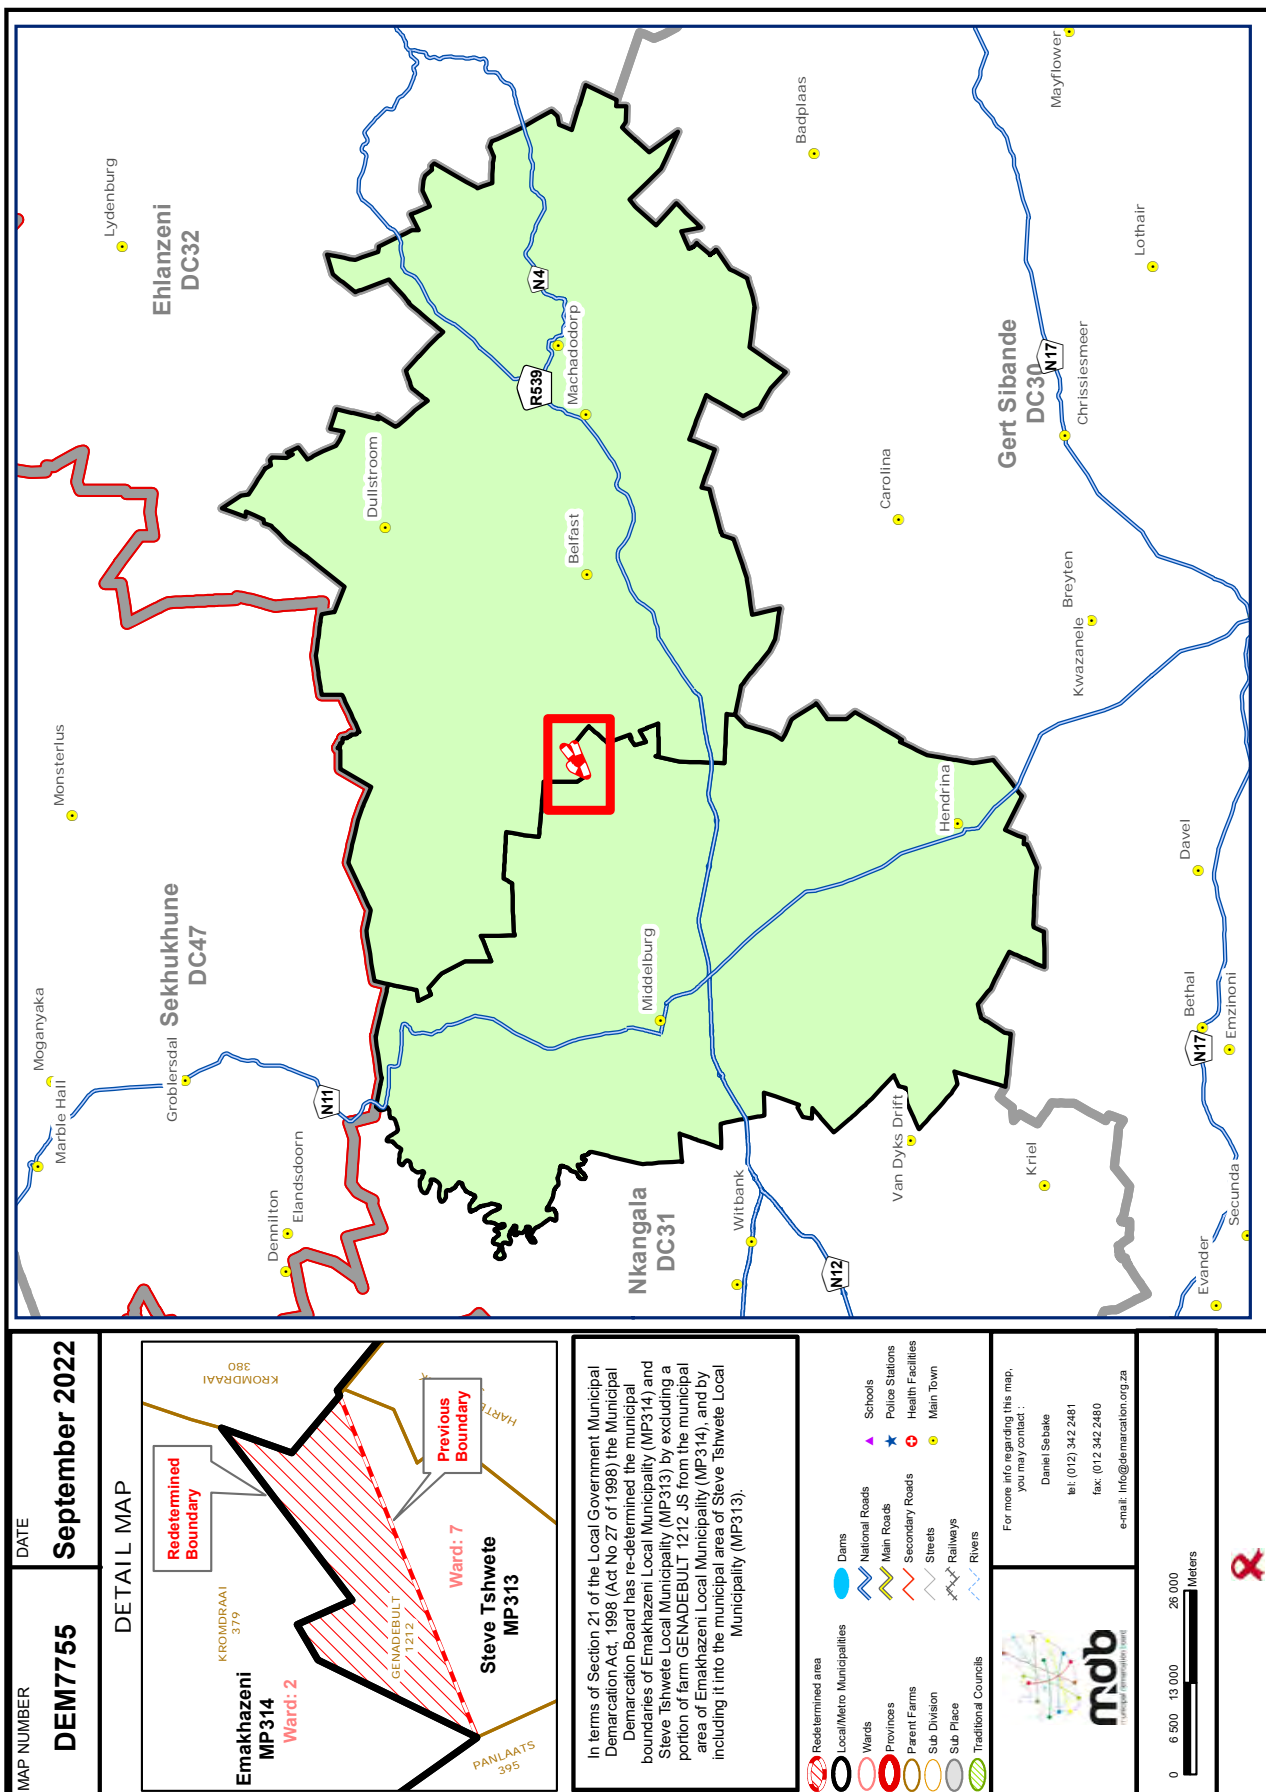 MAP NUMBER
DEM7755
DATE
September 2022
DETAIL MAP
KROMDRAAI
379
KROMDRAAI
380
Redetermined
Boundary
Previous
Boundary
Emakhazeni
MP314
Ward: 2
GENADEBULT
1212
Ward: 7
Steve Tshwete
MP313
PANLAATS
395
In terms of Section 21 of the Local Government Municipal
Demarcation Act, 1998 (Act No 27 of 1998) the Municipal
Demarcation Board has re-determined the municipal
boundaries of Emakhazeni Local Municipality (MP314) and
Steve Tshwete Local Municipality (MP313) by excluding a
portion of farm GENADEBULT 1212 JS from the municipal
area of Emakhazeni Local Municipality (MP314), and by
including it into the municipal area of Steve Tshwete Local
Municipality (MP313).
Redetermined area
Local/Metro Municipalities
Wards
Provinces
Parent Farms
Sub Division
Sub Place
Traditional Councils
Dams
National Roads
Main Roads
Secondary Roads
Streets
Railways
Rivers
Schools
Police Stations
Health Facilities
Main Town
mdb
municipal demarcation board
For more info regarding this map,
you may contact :
Daniel Sebake
tel: (012) 342 2481
fax: (012 342 2480
e-mail: Info@demarcation.org.za
0 6 500 13 000 26 000
Meters
Marble Hall
Moganyaka
Monsterlus
Lydenburg
Groblersdal
Sekhukhune
DC47
Ehlanzeni
DC32
Dennilton
Elandsdoorn
N11
Dullstroom
R539
N4
Machadodorp
Belfast
Nkangala
DC31
Middelburg
Witbank
N12
Badplaas
Van Dyks Drift
Hendrina
Carolina
Gert Sibande
DC30
N17
Mayflower
Kriel
Kwazanele
Breyten
Chrissiesmeer
Lothair
Evander
Secunda
N17
Bethal
Emzinoni
Davel